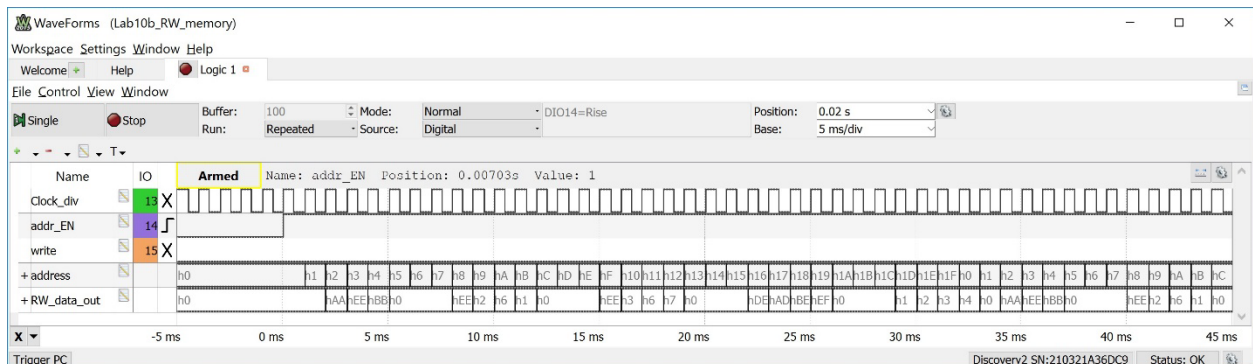 WaveForms (Lab10b_RW_memory)
Workspace Settings Window Help
Welcome Help Logic 1
File Control View Window
Single Stop Buffer: 100 Mode: Normal DIO14=Rise Position: 0.02 s
Run: Repeated Source: Digital Base: 5 ms/div
T
Name IO Armed Name: addr_EN Position: 0.00703s Value: 1
Clock_div 13 X
addr_EN 14
write 15 X
+ address h0 h1 h2 h3 h4 h5 h6 h7 h8 h9 hA hB hC hD hE hF h10 h11 h12 h13 h14 h15 h16 h17 h18 h19 h1A h1B h1C h1D h1E h1F h0 h1 h2 h3 h4 h5 h6 h7 h8 h9 hA hB hC
+ RW_data_out h0 hAA hEE hBB h0 hEE h2 h6 h1 h0 hEE h3 h6 h7 h0 hDE hAD hBE hEF h0 h1 h2 h3 h4 h0 hAA hEE hBB h0 hEE h2 h6 h1 h0
X -5 ms 0 ms 5 ms 10 ms 15 ms 20 ms 25 ms 30 ms 35 ms 40 ms 45 ms
Trigger PC Discovery2 SN:210321A36DC9 Status: OK